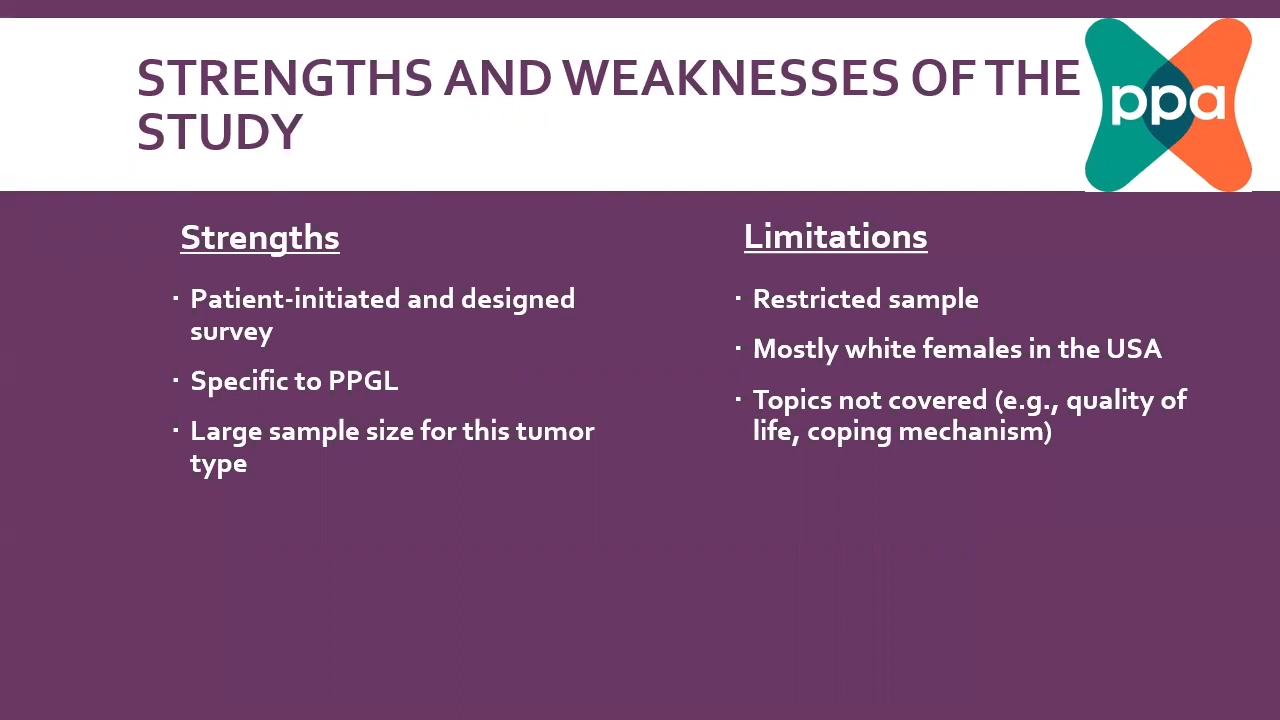 STRENGTHS AND WEAKNESSES OF THE
STUDY
ppa
Strengths
▪ Patient-initiated and designed
survey
▪ Specific to PPGL
▪ Large sample size for this tumor
type
Limitations
▪ Restricted sample
▪ Mostly white females in the USA
▪ Topics not covered (e.g., quality of
life, coping mechanism)